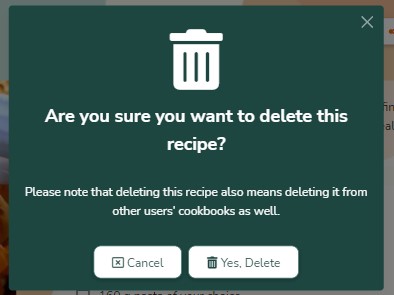 Are you sure you want to delete this
recipe?
Please note that deleting this recipe also means deleting it from
other users' cookbooks as well.
Cancel
Yes, Delete